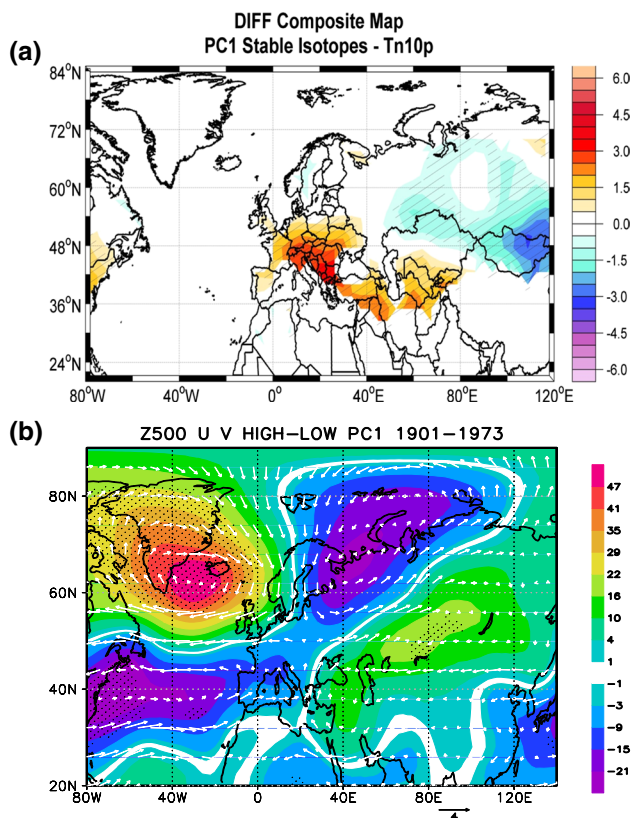 DIFF Composite Map
PC1 Stable Isotopes - Tn10p
(a)
84°N
72°N
60°N
48°N
36°N
24°N
80°W 40°W 0° 40°E 80°E 120°E
6.0
4.5
3.0
1.5
0.0
-1.5
-3.0
-4.5
-6.0
(b)
Z500 U V HIGH-LOW PC1 1901-1973
80N
60N
40N
20N
80W 40W 0 40E 80E 120E
4
47
41
35
29
22
16
10
4
1
-1
-3
-9
-15
-21